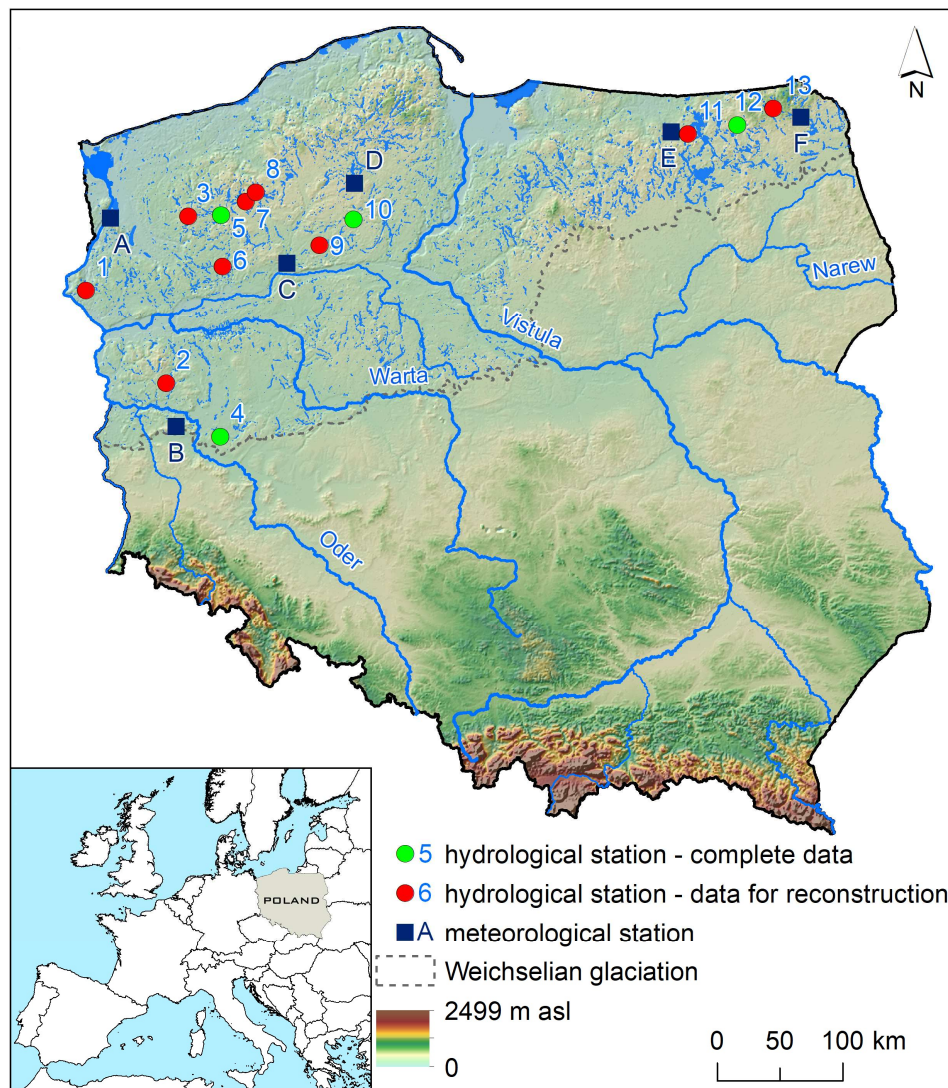 N
13
12
11
F
E
D
8
3
7
10
5
A
9
6
C
1
Narew
Vistula
2
Warta
4
B
Oder
POLAND
5 hydrological station - complete data
6 hydrological station - data for reconstruction
A meteorological station
Weichselian glaciation
2499 m asl
0
0 50 100 km